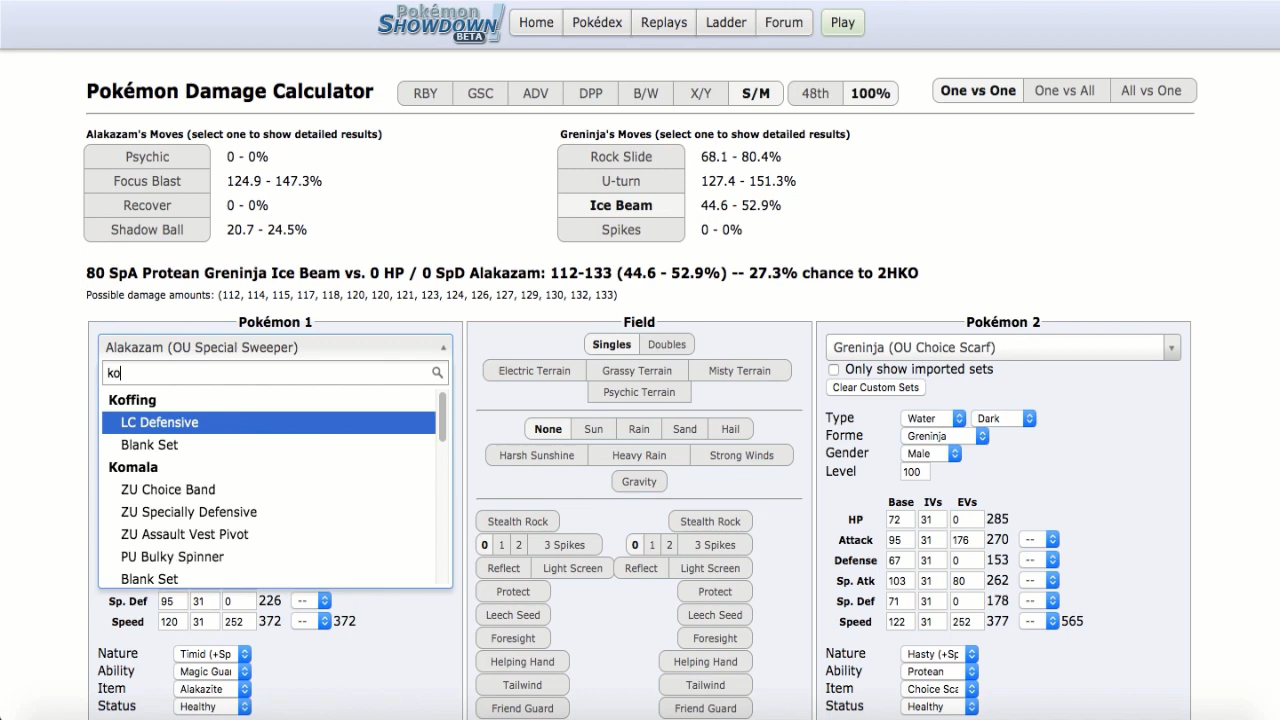 Pokémon SHOWDOWN BETA
Home Pokédex Replays Ladder Forum Play
Pokémon Damage Calculator
RBY GSC ADV DPP B/W X/Y S/M 48th 100% One vs One One vs All All vs One
Alakazam's Moves (select one to show detailed results)
Psychic 0 - 0%
Focus Blast 124.9 - 147.3%
Recover 0 - 0%
Shadow Ball 20.7 - 24.5%
Greninja's Moves (select one to show detailed results)
Rock Slide 68.1 - 80.4%
U-turn 127.4 - 151.3%
Ice Beam 44.6 - 52.9%
Spikes 0 - 0%
80 SpA Protean Greninja Ice Beam vs. 0 HP / 0 SpD Alakazam: 112-133 (44.6 - 52.9%) -- 27.3% chance to 2HKO
Possible damage amounts: (112, 114, 115, 117, 118, 120, 120, 121, 123, 124, 126, 127, 129, 130, 132, 133)
Pokémon 1
Alakazam (OU Special Sweeper)
ko
Koffing
LC Defensive
Blank Set
Komala
ZU Choice Band
ZU Specially Defensive
ZU Assault Vest Pivot
PU Bulky Spinner
Blank Set
Sp. Def 95 31 0 226 --
Speed 120 31 252 372 -- 372
Nature Timid (+Sp
Ability Magic Gua
Item Alakazite
Status Healthy
Field
Singles Doubles
Electric Terrain Grassy Terrain Misty Terrain
Psychic Terrain
None Sun Rain Sand Hail
Harsh Sunshine Heavy Rain Strong Winds
Gravity
Stealth Rock Stealth Rock
0 1 2 3 Spikes 0 1 2 3 Spikes
Reflect Light Screen Reflect Light Screen
Protect Protect
Leech Seed Leech Seed
Foresight Foresight
Helping Hand Helping Hand
Tailwind Tailwind
Friend Guard Friend Guard
Pokémon 2
Greninja (OU Choice Scarf)
Only show imported sets
Clear Custom Sets
Type Water Dark
Forme Greninja
Gender Male
Level 100
Base IVs EVs
HP 72 31 0 285
Attack 95 31 176 270 --
Defense 67 31 0 153 --
Sp. Atk 103 31 80 262 --
Sp. Def 71 31 0 178 --
Speed 122 31 252 377 -- 565
Nature Hasty (+Sp
Ability Protean
Item Choice Sca
Status Healthy